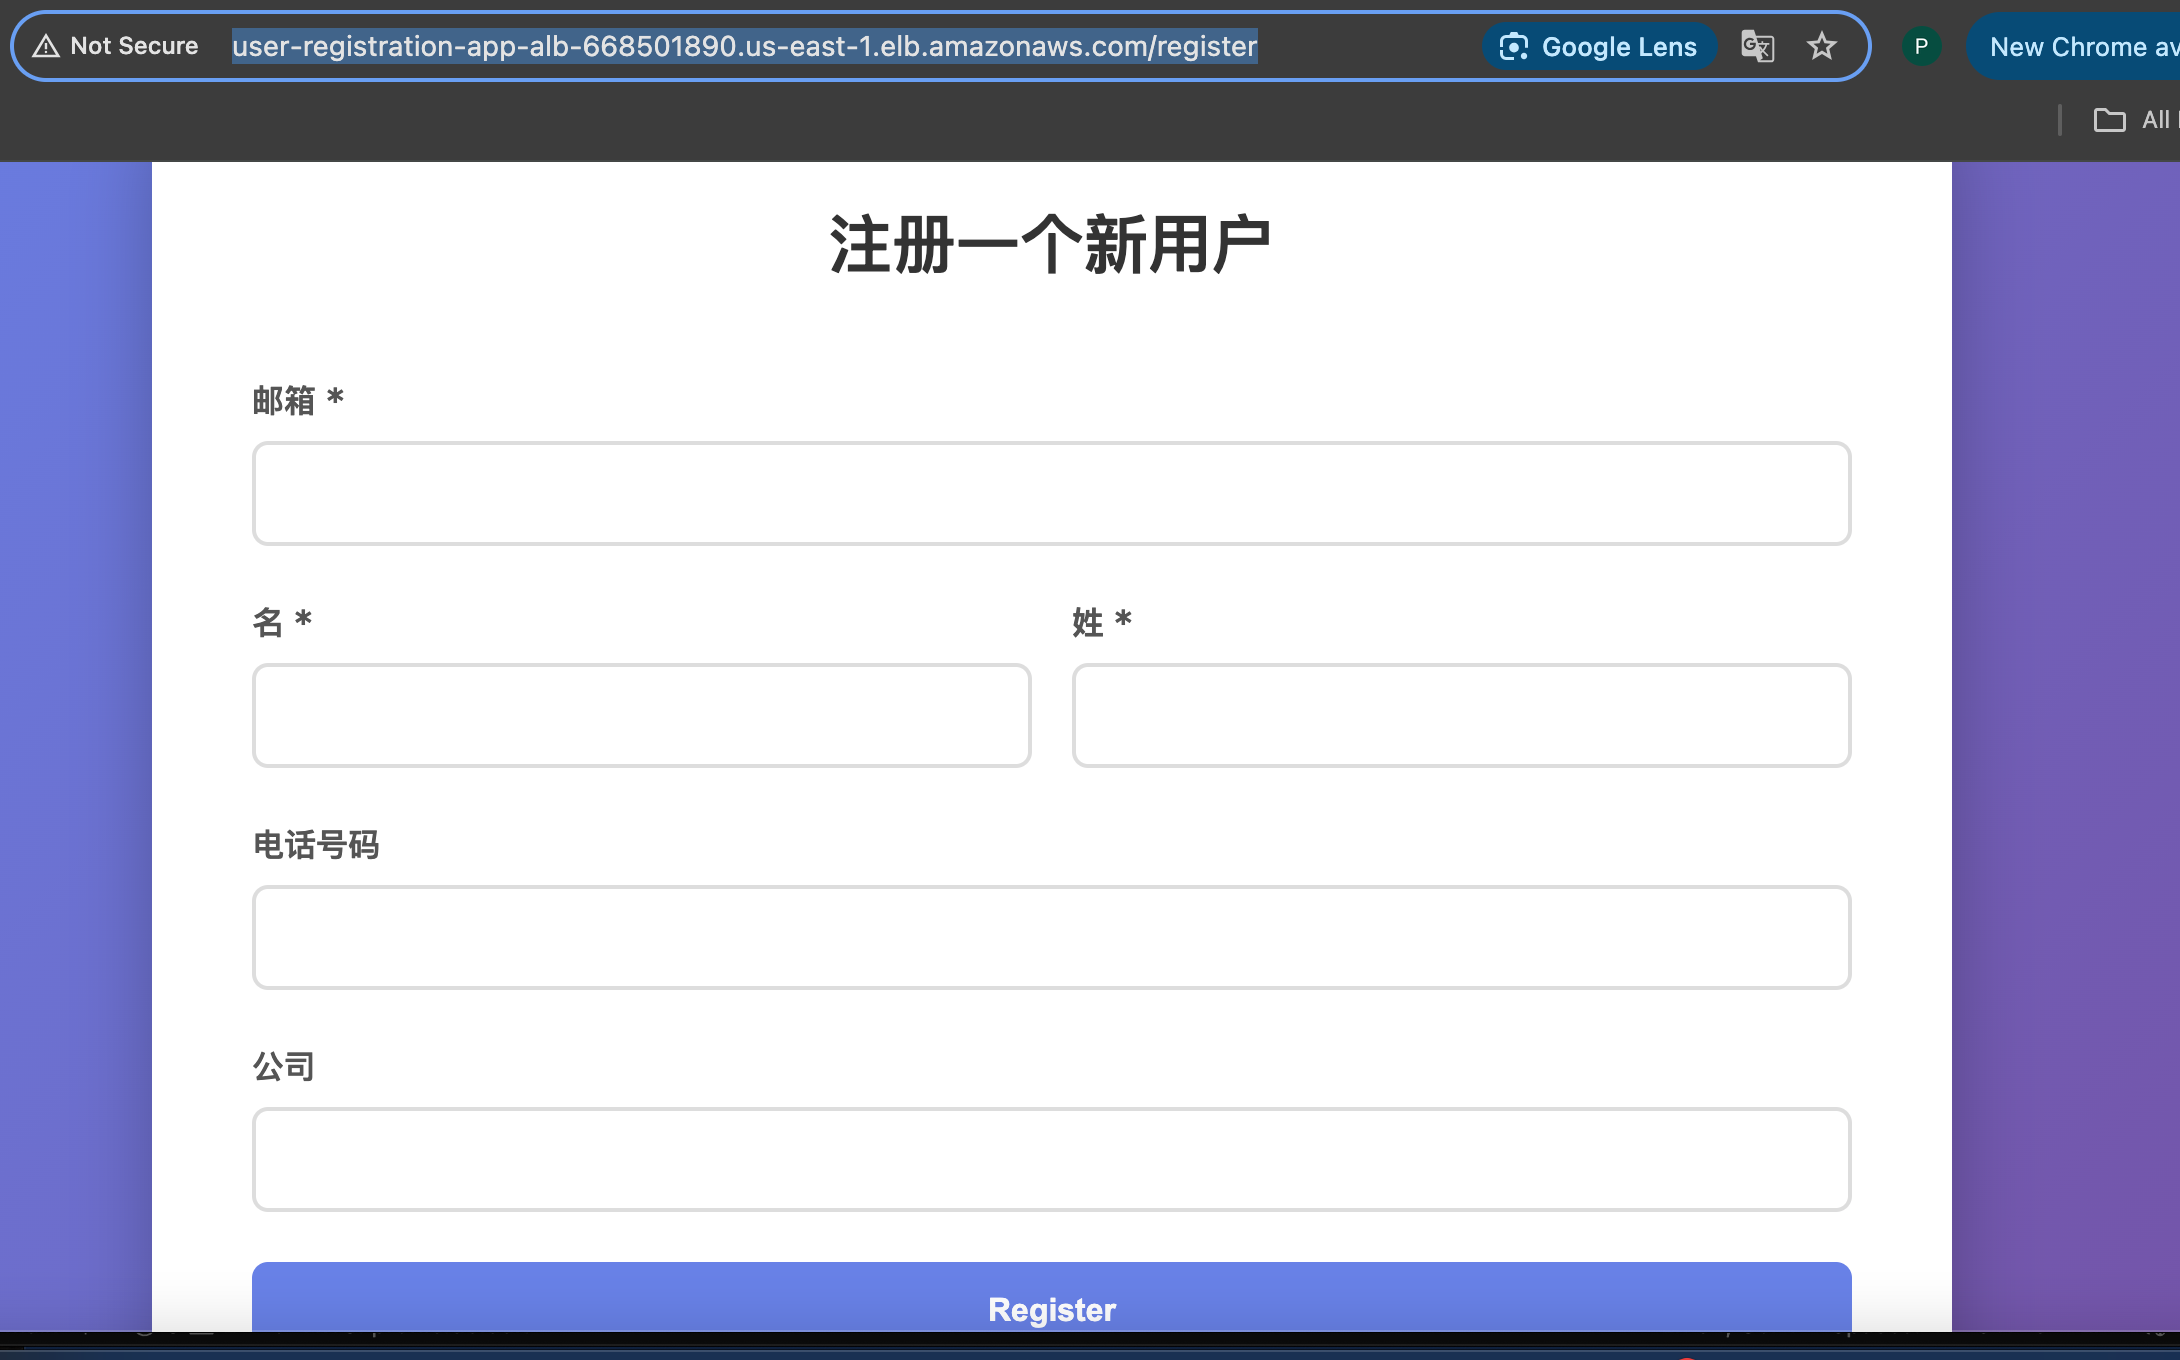 Not Secure user-registration-app-alb-668501890.us-east-1.elb.amazonaws.com/register Google Lens P New Chrome
All
注册一个新用户
邮箱 *
名 * 姓 *
电话号码
公司
Register